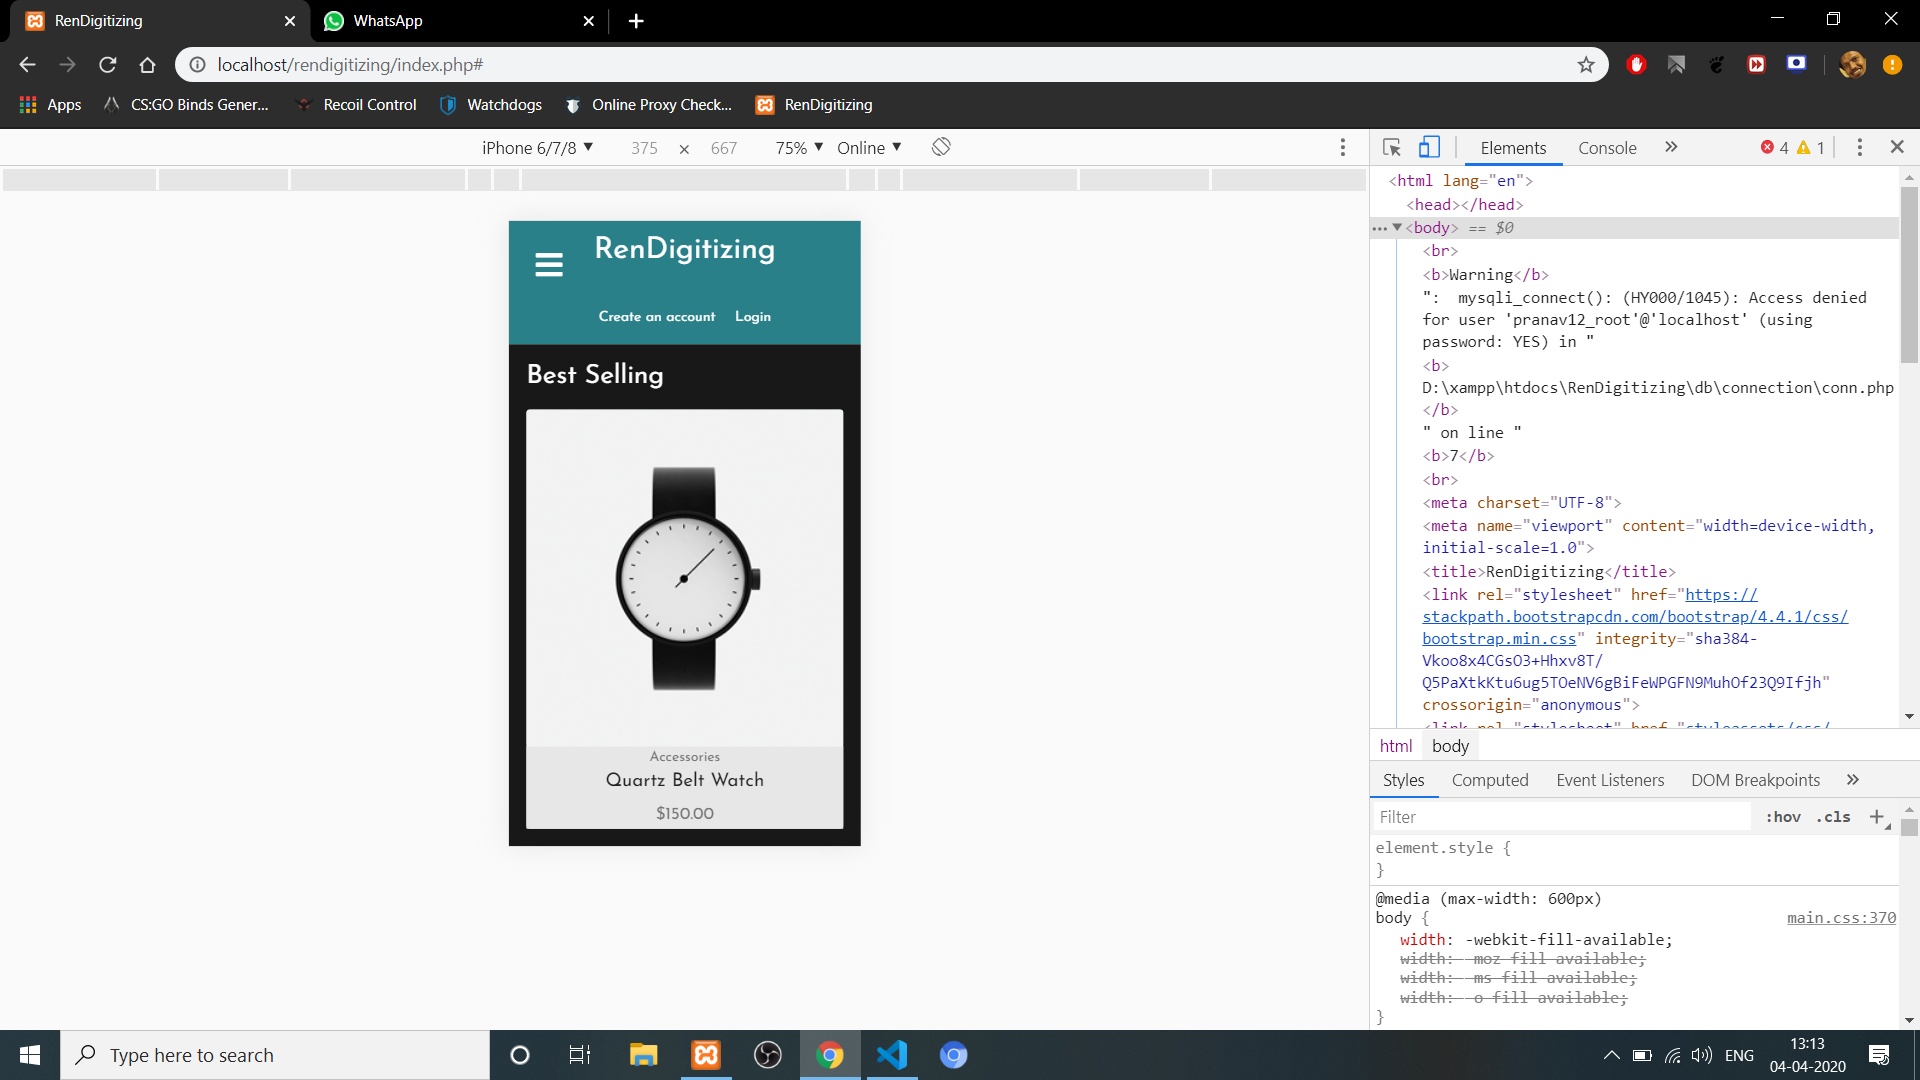 RenDigitizing
WhatsApp
localhost/rendigitizing/index.php#
Apps
CS:GO Binds Gener...
Recoil Control
Watchdogs
Online Proxy Check...
RenDigitizing
iPhone 6/7/8 ▼ 375 × 667 75% ▼ Online ▼
RenDigitizing
Create an account Login
Best Selling
Accessories
Quartz Belt Watch
$150.00
Elements Console » 4 1
<html lang="en">
<head></head>
<body> == $0
<br>
<b>Warning</b>
":  mysqli_connect(): (HY000/1045): Access denied
for user 'pranav12_root'@'localhost' (using
password: YES) in "
<b>
D:\xampp\htdocs\RenDigitizing\db\connection\conn.php
</b>
" on line "
<b>7</b>
<br>
<meta charset="UTF-8">
<meta name="viewport" content="width=device-width,
initial-scale=1.0">
<title>RenDigitizing</title>
<link rel="stylesheet" href="https://
stackpath.bootstrapcdn.com/bootstrap/4.4.1/css/
bootstrap.min.css" integrity="sha384-
Vkoo8x4CGsO3+Hhxv8T/
Q5PaXtkKtu6ug5TOeNV6gBiFeWPGFN9MuhOf23Q9Ifjh"
crossorigin="anonymous">
<link rel="stylesheet" href="styleassets/css/
html body
Styles Computed Event Listeners DOM Breakpoints »
Filter :hov .cls +
element.style {
}
@media (max-width: 600px)
body { main.css:370
width: -webkit-fill-available;
width: -moz-fill-available;
width: -ms-fill-available;
width: -o-fill-available;
}
Type here to search
ENG
13:13
04-04-2020